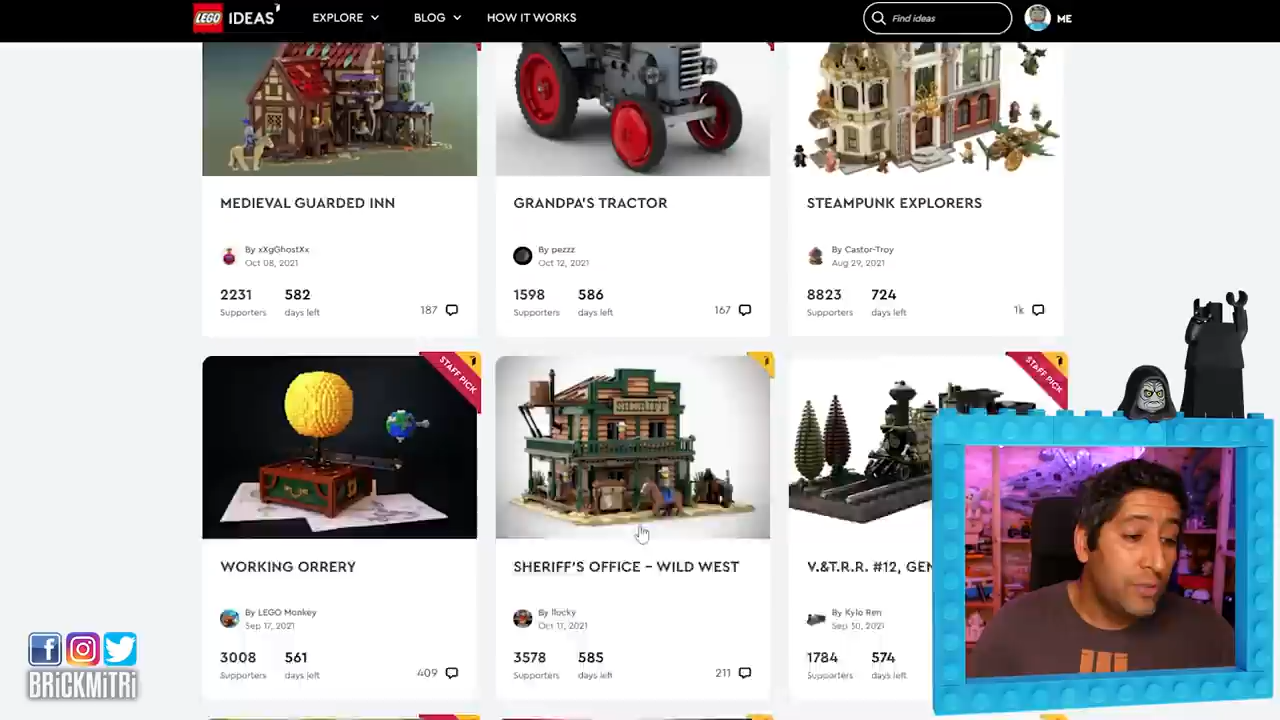 LEGO IDEAS EXPLORE BLOG HOW IT WORKS Find ideas ME
MEDIEVAL GUARDED INN
By xXgGhostXx
Oct 08, 2021
2231 582
Supporters days left 187
GRANDPA'S TRACTOR
By pezzz
Oct 12, 2021
1598 586
Supporters days left 167
STEAMPUNK EXPLORERS
By Castor-Troy
Aug 29, 2021
8823 724
Supporters days left 1k
STAFF PICK
WORKING ORRERY
By LEGO Monkey
Sep 17, 2021
3008 561
Supporters days left 409
SHERIFF
SHERIFF'S OFFICE - WILD WEST
By llucky
Oct 11, 2021
3578 585
Supporters days left 211
STAFF PICK
V.&T.R.R. #12, GEN
By Kylo Ren
Sep 30, 2021
1784 574
Supporters days left
BRiCKMiTRi